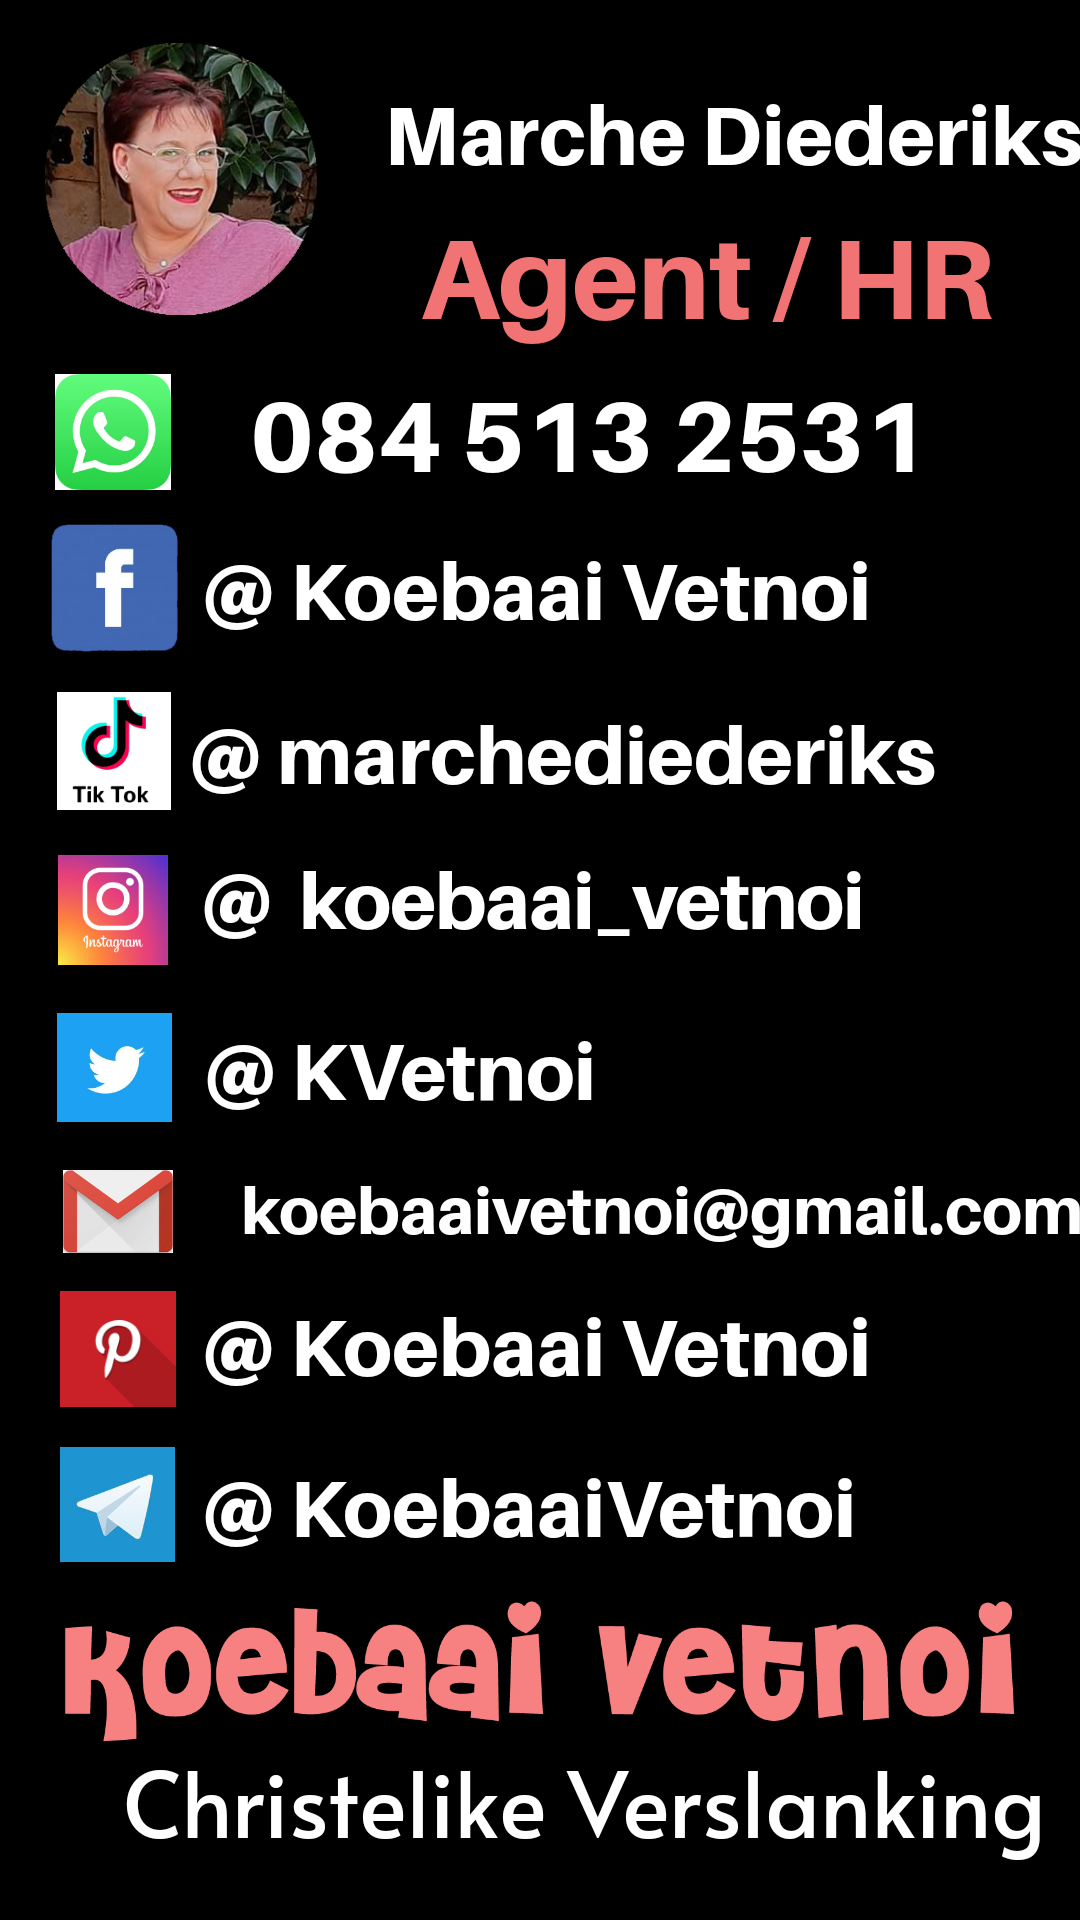 Marche Diederiks
Agent / HR
084 513 2531
@ Koebaai Vetnoi
Tik Tok
@ marchediederiks
Instagram
@ koebaai_vetnoi
@ KVetnoi
koebaaivetnoi@gmail.com
@ Koebaai Vetnoi
@ KoebaaiVetnoi
Koebaai Vetnoi
Christelike Verslanking